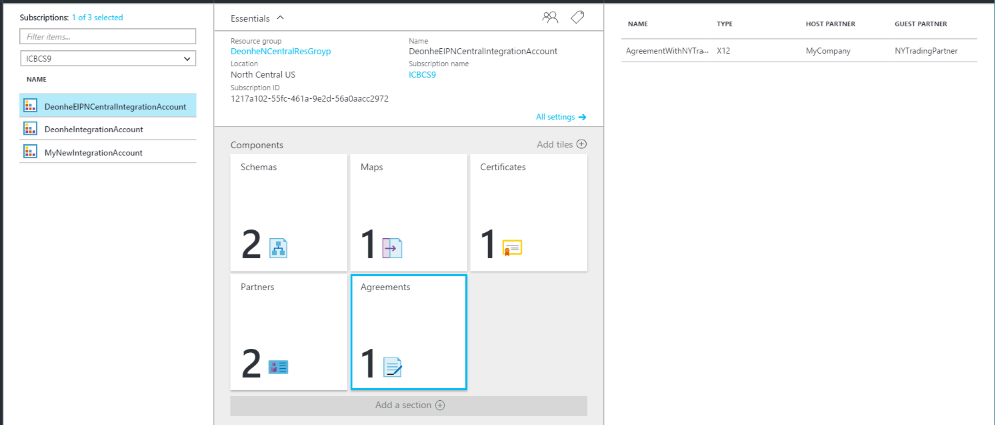 Subscriptions: 1 of 3 selected
Filter items...
ICBCS9
NAME
DeonheEIPNCentralIntegrationAccount
DeonheIntegrationAccount
MyNewIntegrationAccount
Essentials
Resource group
DeonheNCentralResGroyp
Name
DeonheEIPNCentralIntegrationAccount
Location
North Central US
Subscription name
ICBCS9
Subscription ID
1217a102-55fc-461a-9e2d-56a0aacc2972
All settings
Components
Add tiles
Schemas
2
Maps
1
Certificates
1
Partners
2
Agreements
1
Add a section
NAME TYPE HOST PARTNER GUEST PARTNER
AgreementWithNYTra... X12 MyCompany NYTradingPartner